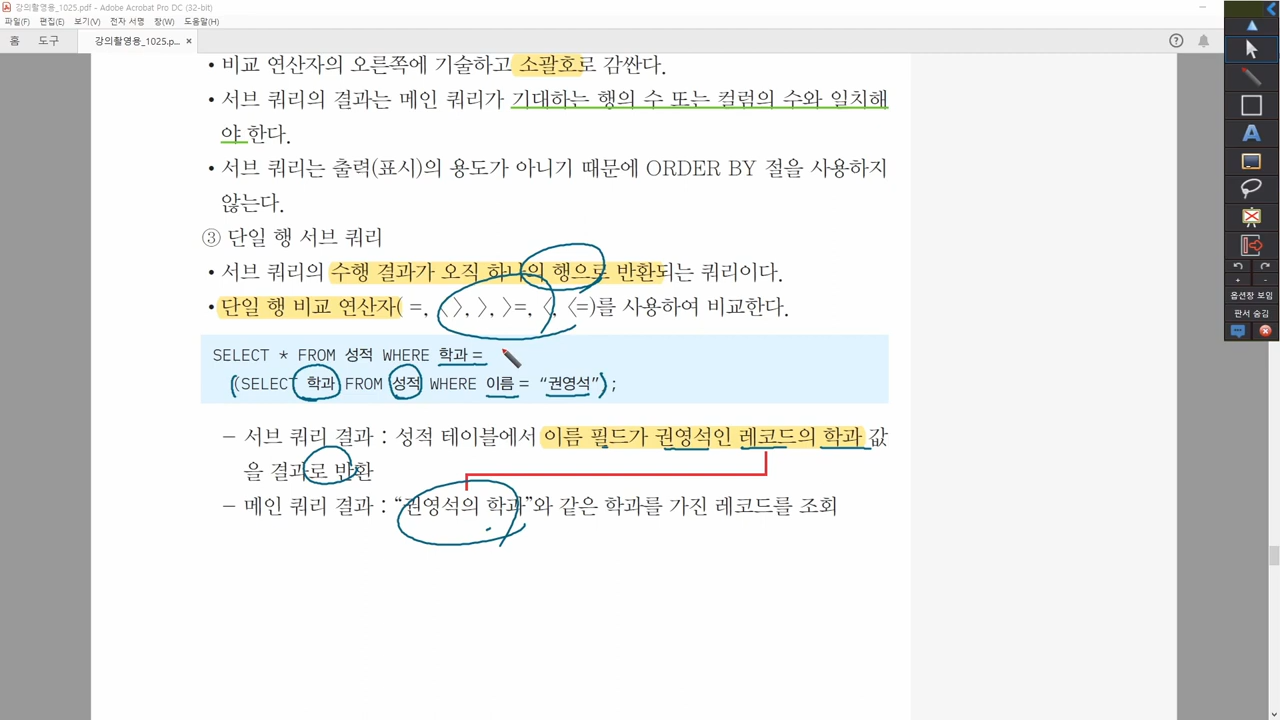 강의촬영용_1025.pdf - Adobe Acrobat Pro DC (32-bit)
파일(F) 편집(E) 보기(V) 전자 서명 창(W) 도움말(H)
홈 도구 강의촬영용_1025.p... ×
• 비교 연산자의 오른쪽에 기술하고 소괄호로 감싼다.
• 서브 쿼리의 결과는 메인 쿼리가 기대하는 행의 수 또는 컬럼의 수와 일치해
야 한다.
• 서브 쿼리는 출력(표시)의 용도가 아니기 때문에 ORDER BY 절을 사용하지
않는다.
③ 단일 행 서브 쿼리
• 서브 쿼리의 수행 결과가 오직 하나의 행으로 반환되는 쿼리이다.
• 단일 행 비교 연산자( =, 〈 〉, 〉, 〉=, 〈, 〈=)를 사용하여 비교한다.
SELECT * FROM 성적 WHERE 학과 =
(SELECT 학과 FROM 성적 WHERE 이름 = “권영석”) ;
– 서브 쿼리 결과 : 성적 테이블에서 이름 필드가 권영석인 레코드의 학과 값
을 결과로 반환
– 메인 쿼리 결과 : “권영석의 학과”와 같은 학과를 가진 레코드를 조회
옵션장 보임
판서 숨김